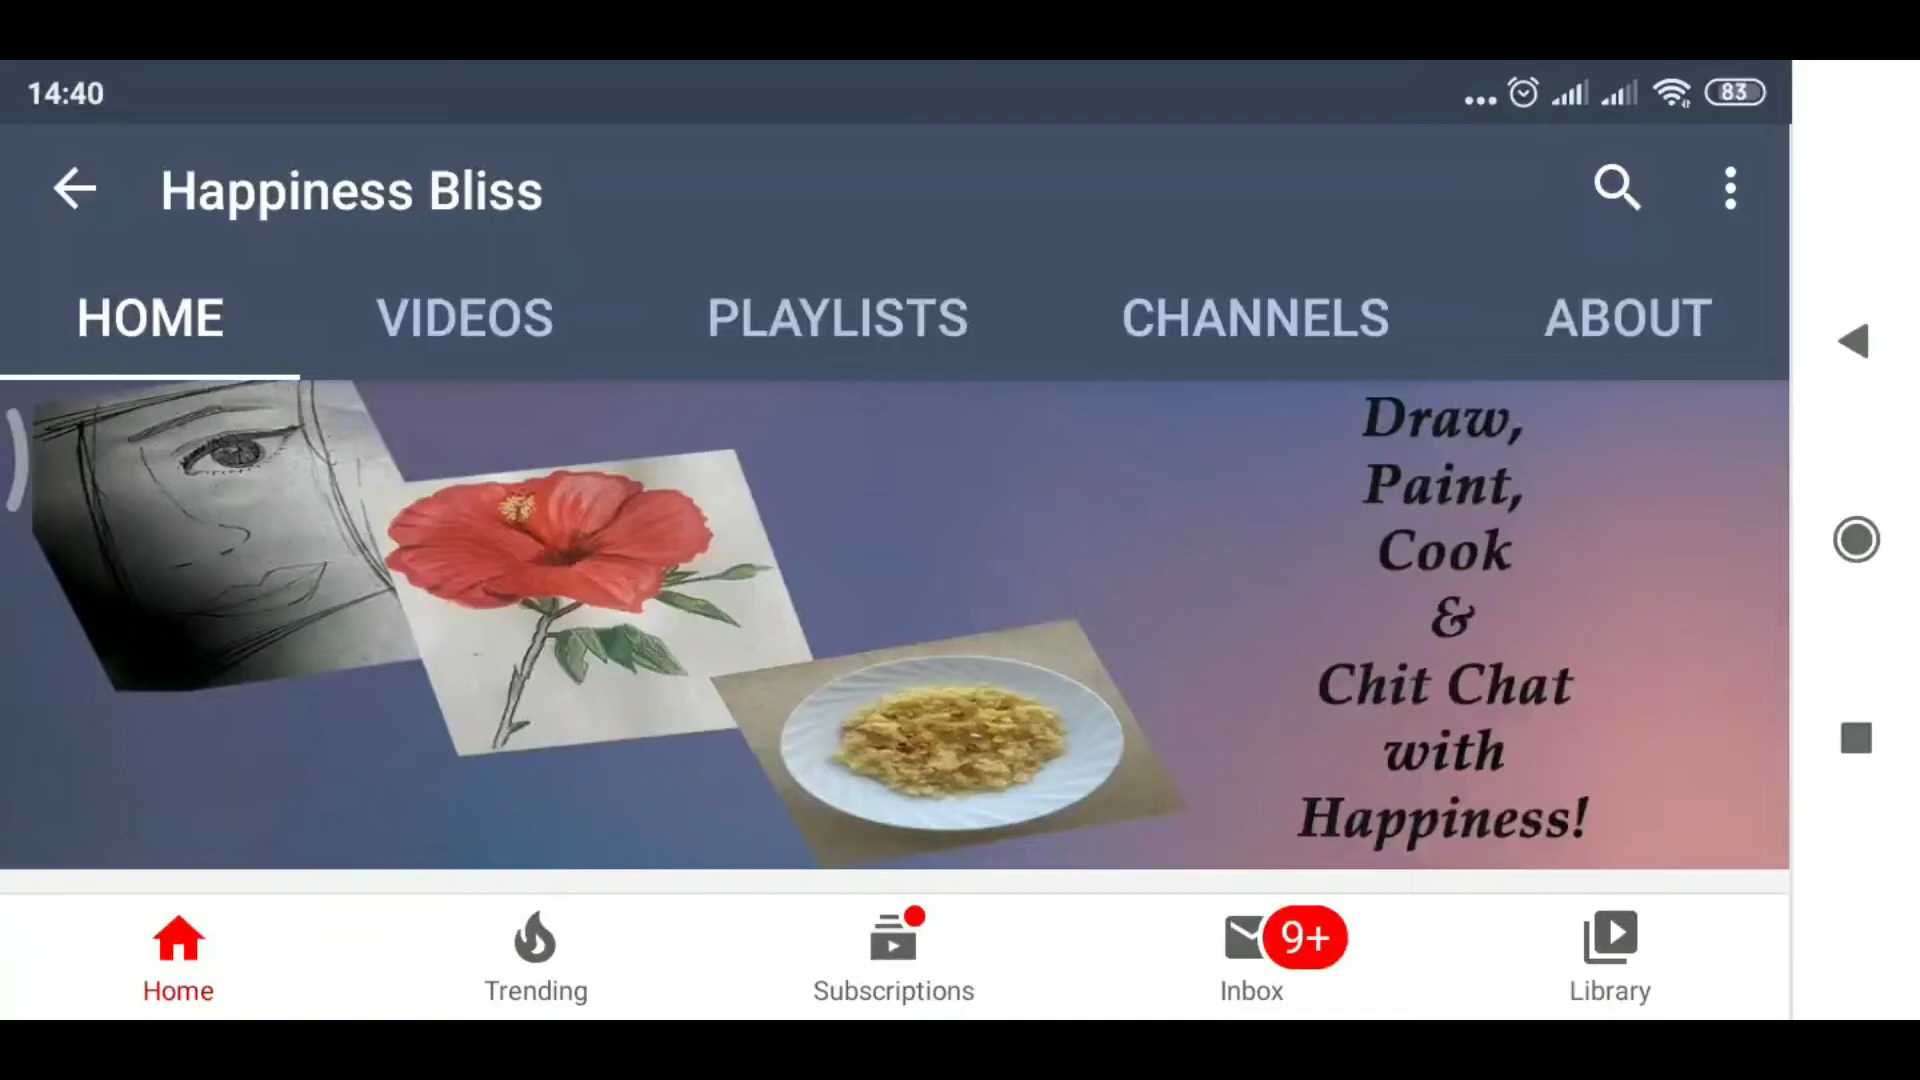 14:40
83
Happiness Bliss
HOME
VIDEOS
PLAYLISTS
CHANNELS
ABOUT
Draw,
Paint,
Cook
&
Chit Chat
with
Happiness!
9+
Home
Trending
Subscriptions
Inbox
Library